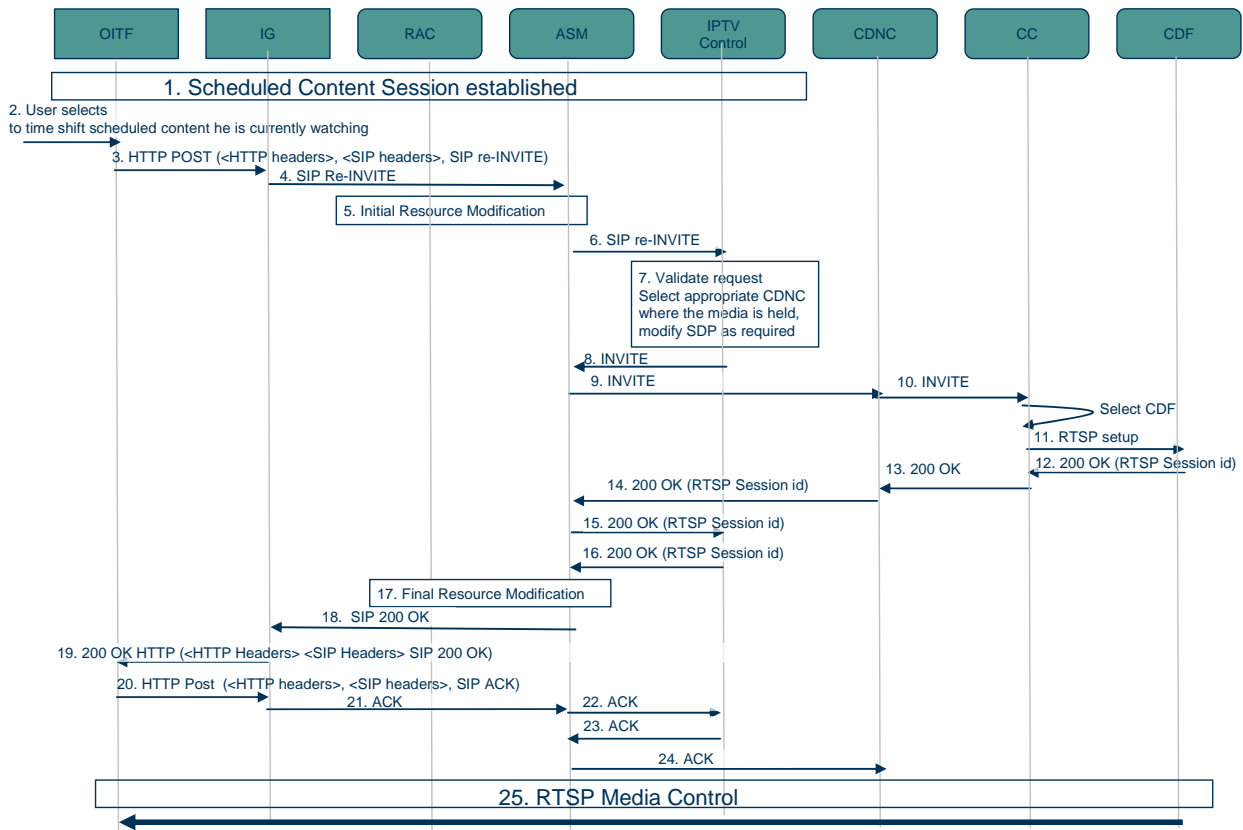 OITF
IG
RAC
ASM
IPTV
Control
CDNC
CC
CDF
1. Scheduled Content Session established
2. User selects
to time shift scheduled content he is currently watching
3. HTTP POST (<HTTP headers>, <SIP headers>, SIP re-INVITE)
4. SIP Re-INVITE
5. Initial Resource Modification
6. SIP re-INVITE
7. Validate request
Select appropriate CDNC
where the media is held,
modify SDP as required
8. INVITE
9. INVITE
10. INVITE
Select CDF
11. RTSP setup
12. 200 OK (RTSP Session id)
13. 200 OK
14. 200 OK (RTSP Session id)
15. 200 OK (RTSP Session id)
16. 200 OK (RTSP Session id)
17. Final Resource Modification
18. SIP 200 OK
19. 200 OK HTTP (<HTTP Headers> <SIP Headers> SIP 200 OK)
20. HTTP Post (<HTTP headers>, <SIP headers>, SIP ACK)
21. ACK
22. ACK
23. ACK
24. ACK
25. RTSP Media Control